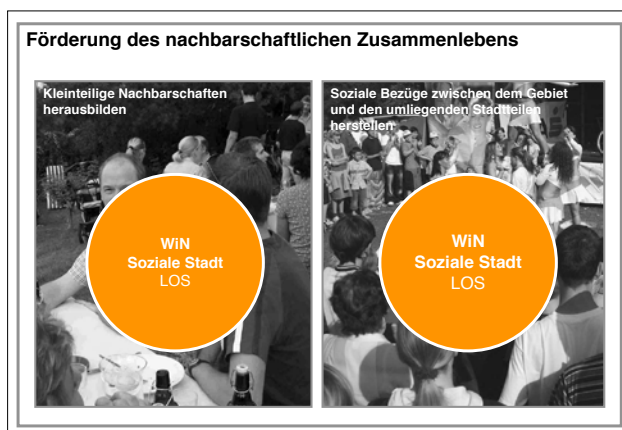 Förderung des nachbarschaftlichen Zusammenlebens
Kleinteilige Nachbarschaften
herausbilden
WiN
Soziale Stadt
LOS
Soziale Bezüge zwischen dem Gebiet
und den umliegenden Stadtteilen
herstellen
WiN
Soziale Stadt
LOS